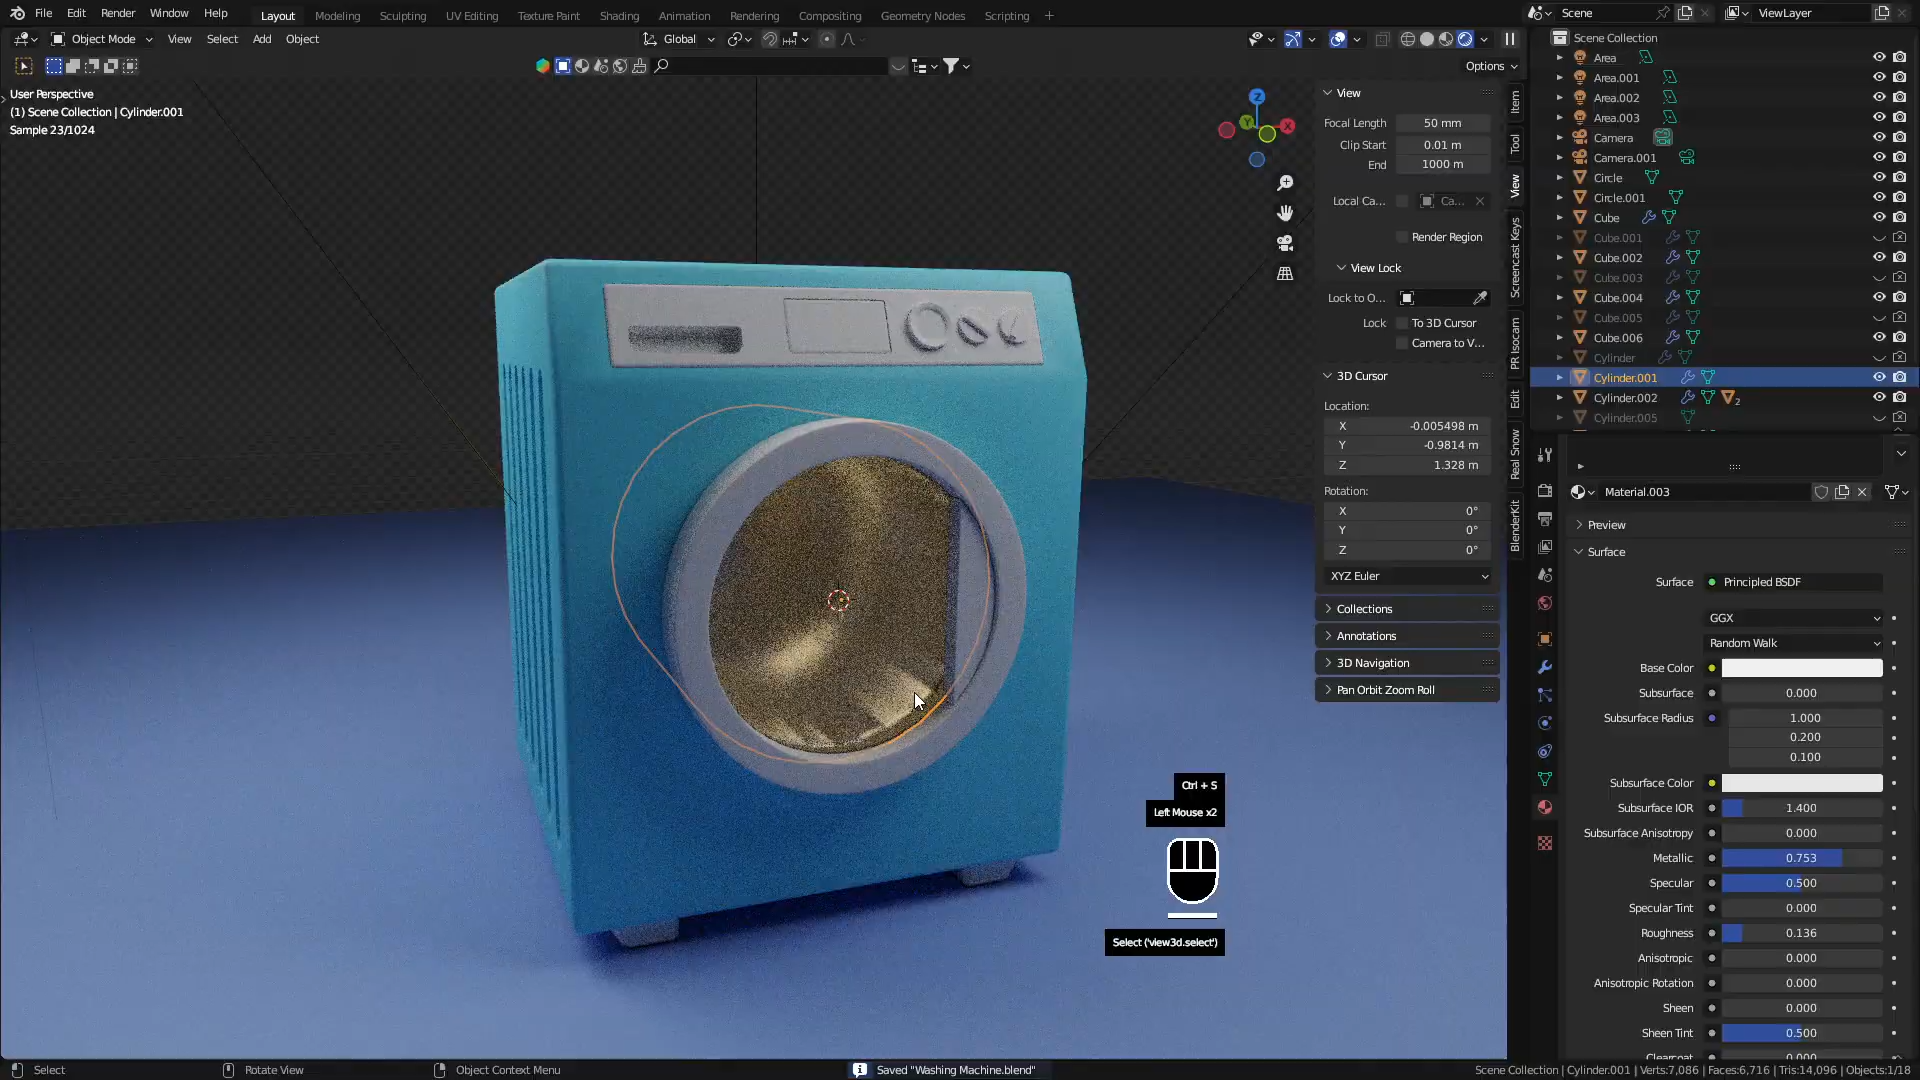 File Edit Render Window Help Layout Modeling Sculpting UV Editing Texture Paint Shading Animation Rendering Compositing Geometry Nodes Scripting + Scene ViewLayer
Object Mode View Select Add Object Global
Options
User Perspective
(1) Scene Collection | Cylinder.001
Sample 23/1024
Z
Y
X
View
Focal Length 50 mm
Clip Start 0.01 m
End 1000 m
Local Ca... Ca...
Render Region
View Lock
Lock to O...
Lock To 3D Cursor
Camera to V...
3D Cursor
Location:
X -0.005498 m
Y -0.9814 m
Z 1.328 m
Rotation:
X 0°
Y 0°
Z 0°
XYZ Euler
Collections
Annotations
3D Navigation
Pan Orbit Zoom Roll
Item
Tool
View
Screencast Keys
PR Isocam
Edit
Real Snow
BlenderKit
Scene Collection
Area
Area.001
Area.002
Area.003
Camera
Camera.001
Circle
Circle.001
Cube
Cube.001
Cube.002
Cube.003
Cube.004
Cube.005
Cube.006
Cylinder
Cylinder.001
Cylinder.002 2
Cylinder.005
Material.003
Preview
Surface
Surface Principled BSDF
GGX
Random Walk
Base Color
Subsurface 0.000
Subsurface Radius 1.000
0.200
0.100
Subsurface Color
Subsurface IOR 1.400
Subsurface Anisotropy 0.000
Metallic 0.753
Specular 0.500
Specular Tint 0.000
Roughness 0.136
Anisotropic 0.000
Anisotropic Rotation 0.000
Sheen 0.000
Sheen Tint 0.500
Clearcoat 0.000
Ctrl + S
Left Mouse x2
Select ('view3d.select')
Select Rotate View Object Context Menu Saved "Washing Machine.blend" Scene Collection | Cylinder.001 | Verts:7,086 | Faces:6,716 | Tris:14,096 | Objects:1/18